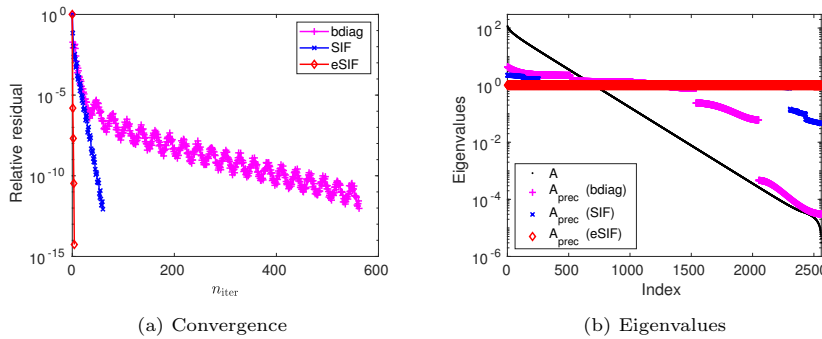 10^0
10^-5
10^-10
10^-15
Relative residual
0
200
400
600
n_iter
bdiag
SIF
eSIF
(a) Convergence
10^2
10^0
10^-2
10^-4
10^-6
Eigenvalues
0
500
1000
1500
2000
2500
Index
A
A_prec (bdiag)
A_prec (SIF)
A_prec (eSIF)
(b) Eigenvalues